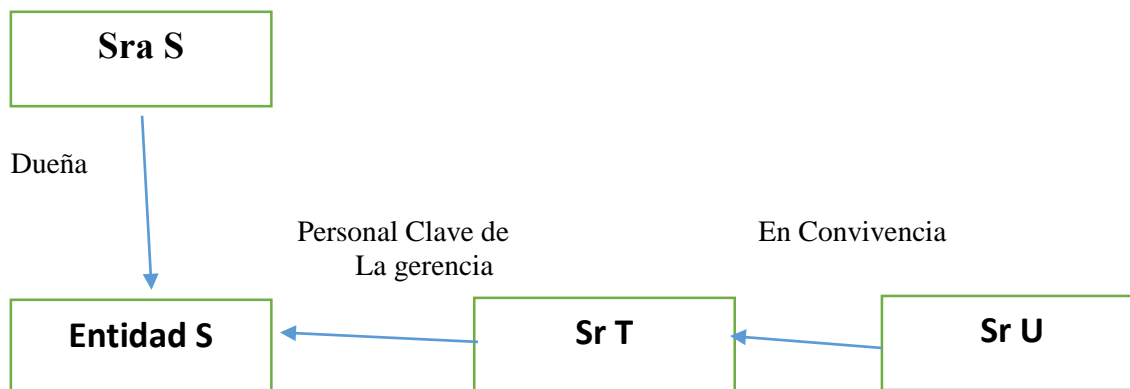 Sra S
Dueña
Personal Clave de
La gerencia
En Convivencia
Entidad S
Sr T
Sr U